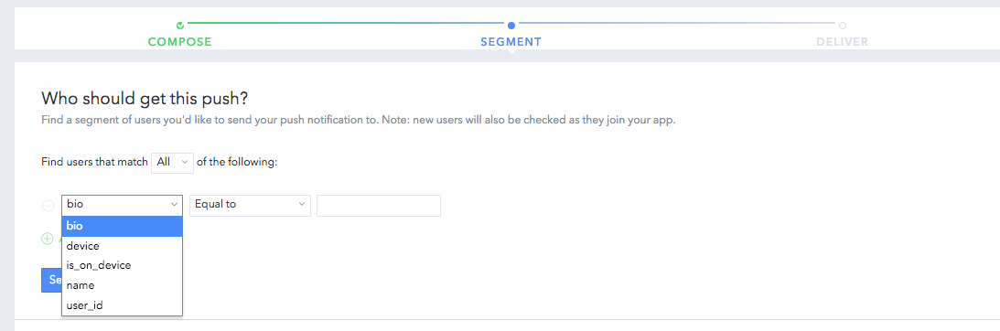 COMPOSE SEGMENT DELIVER
Who should get this push?
Find a segment of users you'd like to send your push notification to. Note: new users will also be checked as they join your app.
Find users that match All of the following:
bio Equal to
bio
device
is_on_device
name
user_id